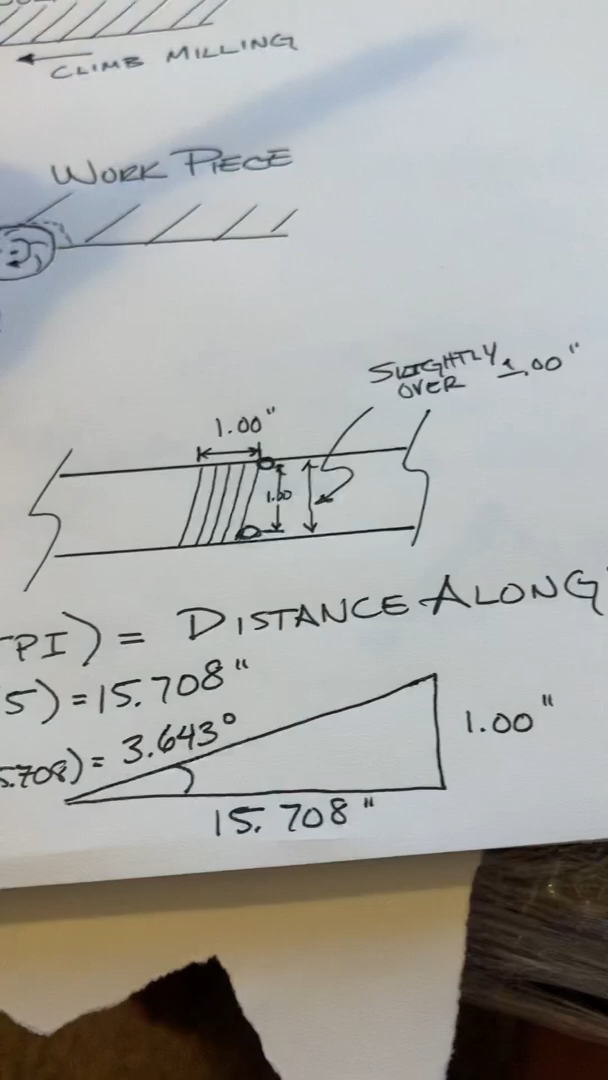 CLIMB MILLING
WORK PIECE
SLIGHTLY
OVER 1.00"
1.00"
1.00
PI) = DISTANCE ALONG
5) = 15.708"
5.708) = 3.643°
1.00"
15.708"